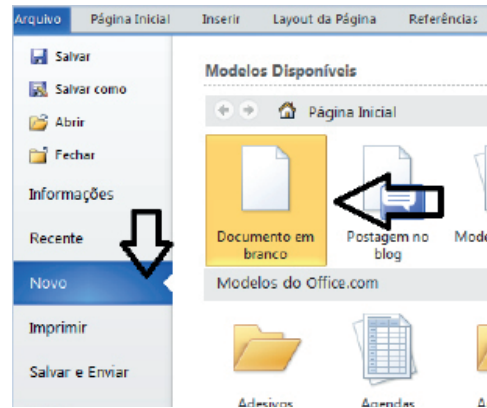 Arquivo Página Inicial Inserir Layout da Página Referências
Salvar
Salvar como
Abrir
Fechar
Informações
Recente
Novo
Imprimir
Salvar e Enviar
Modelos Disponíveis
Página Inicial
Documento em branco
Postagem no blog
Mode
Modelos do Office.com
Adesivos
Agendas
A